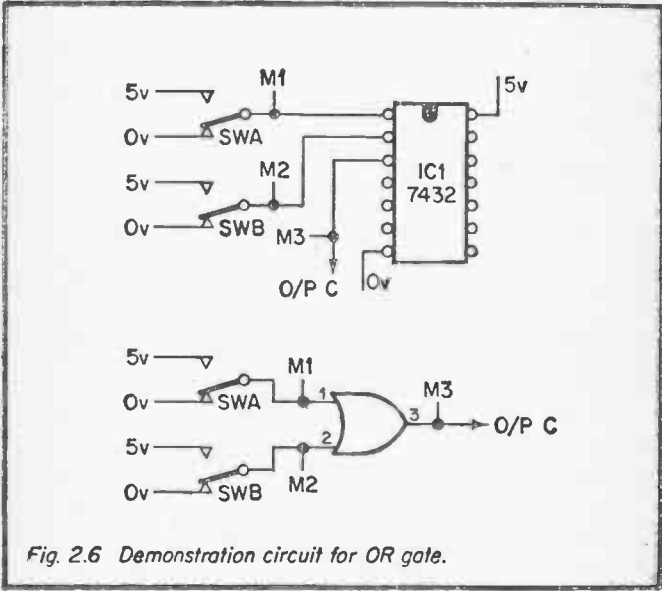 M1
5v
5v
0v
SWA
5v
M2
IC1
7432
0v
SWB
M3
O/P C
0v
5v
M1
0v
SWA
1
M3
3
O/P C
5v
2
0v
SWB
M2
Fig. 2.6 Demonstration circuit for OR gate.